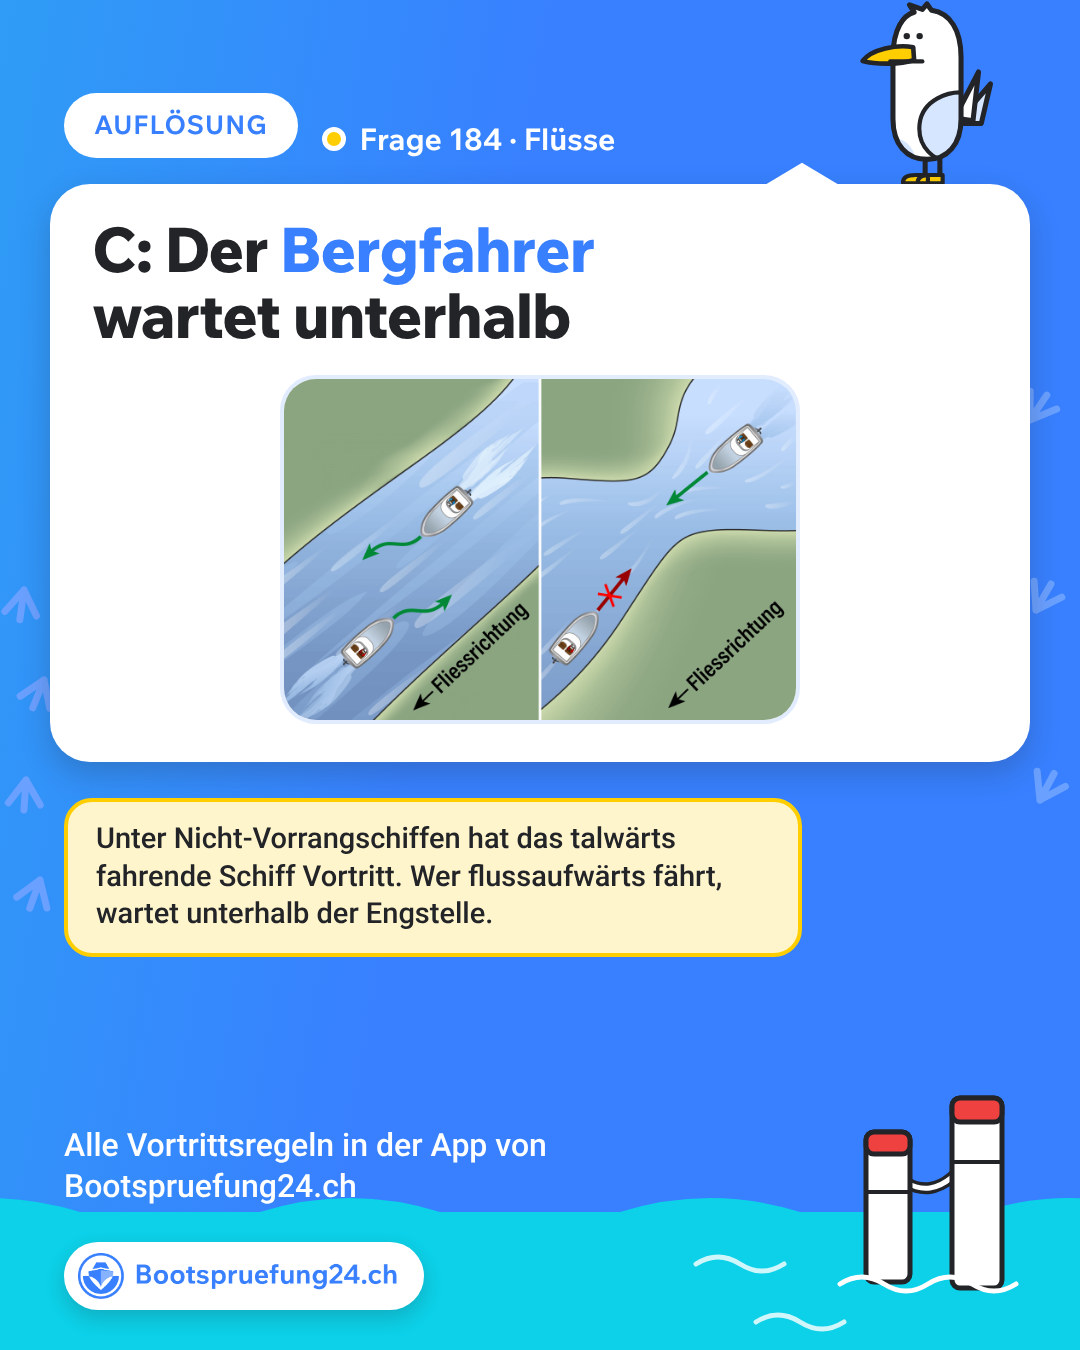 AUFLÖSUNG
Frage 184 · Flüsse
C: Der Bergfahrer
wartet unterhalb
Fliessrichtung
Fliessrichtung
Unter Nicht-Vorrangschiffen hat das talwärts
fahrende Schiff Vortritt. Wer flussaufwärts fährt,
wartet unterhalb der Engstelle.
Alle Vortrittsregeln in der App von
Bootspruefung24.ch
Bootspruefung24.ch